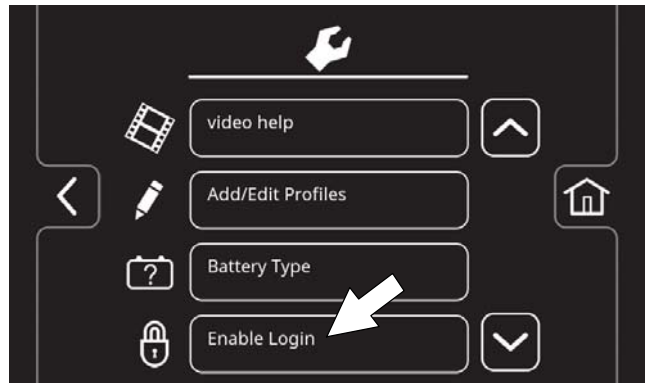 video help
Add/Edit Profiles
Battery Type
?
Enable Login